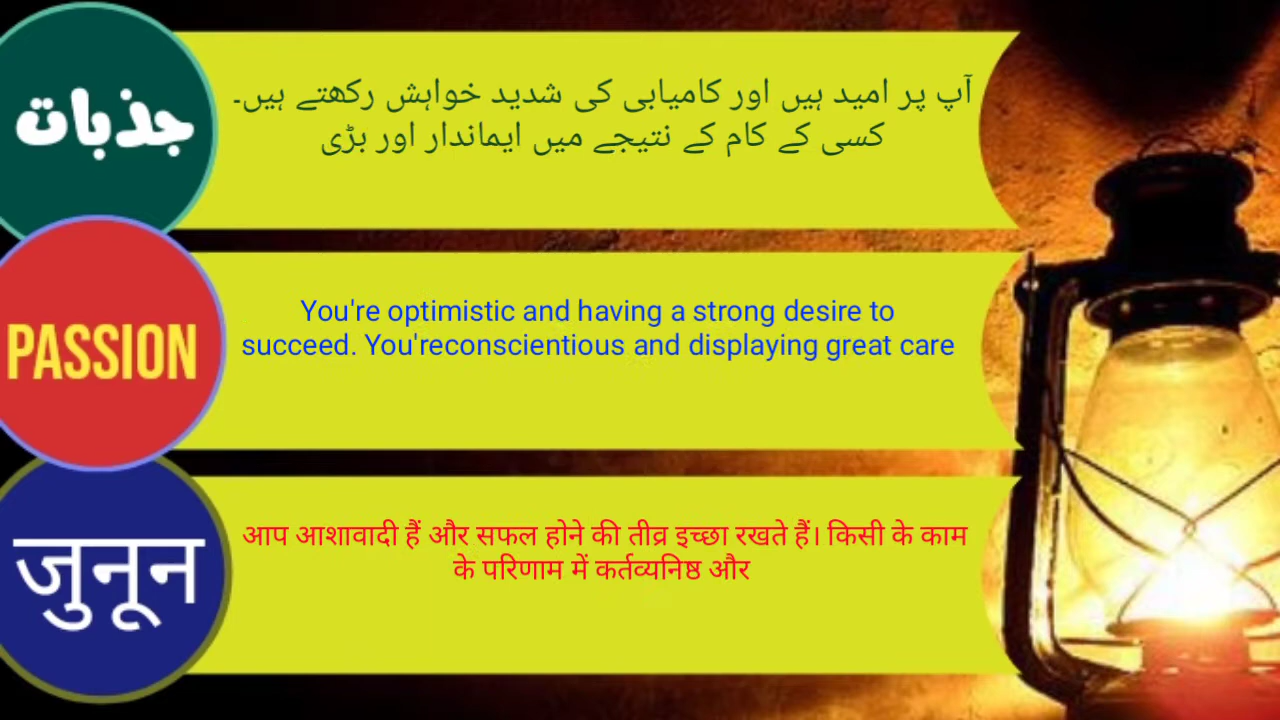 جذبات
آپ پر امید ہیں اور کامیابی کی شدید خواہش رکھتے ہیں۔
کسی کے کام کے نتیجے میں ایماندار اور بڑی
PASSION
You're optimistic and having a strong desire to
succeed. You'reconscientious and displaying great care
जुनून
आप आशावादी हैं और सफल होने की तीव्र इच्छा रखते हैं। किसी के काम
के परिणाम में कर्तव्यनिष्ठ और